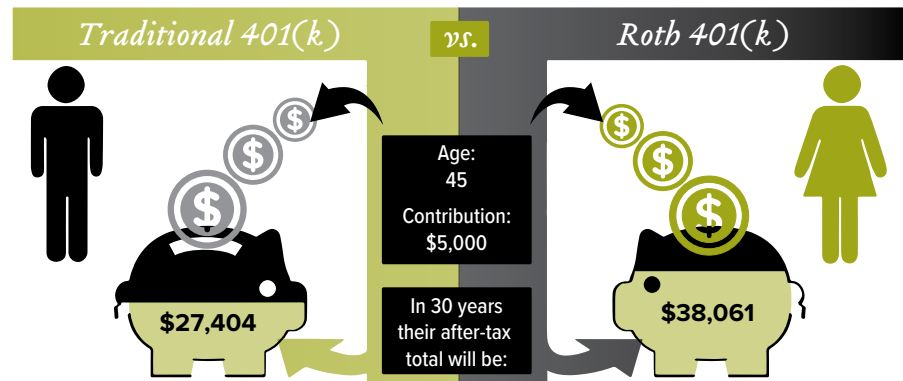 Traditional 401(k)
vs.
Roth 401(k)
$
$
$
$
$
$
Age:
45
Contribution:
$5,000
$27,404
In 30 years
their after-tax
total will be:
$38,061